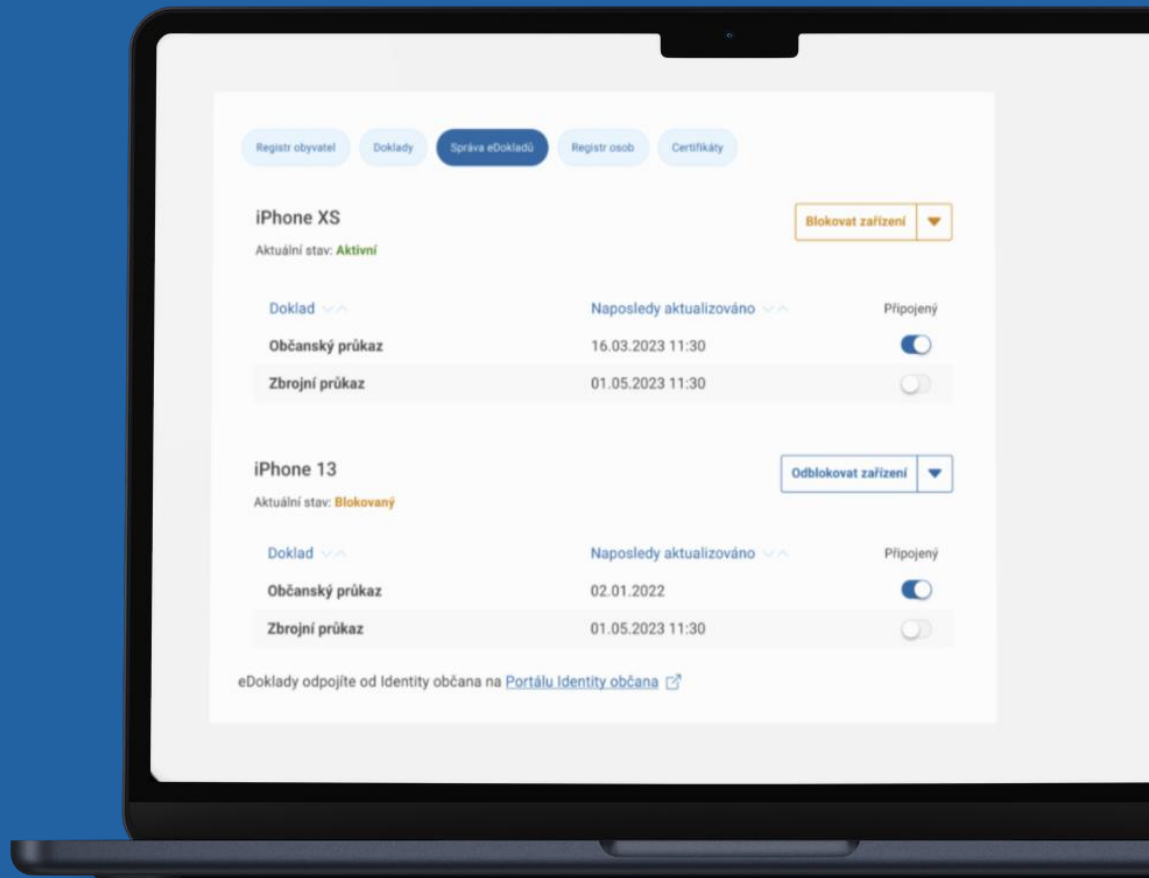 Registr obyvatel Doklady Správa eDokladů Registr osob Certifikáty
iPhone XS
Blokovat zařízení
Aktuální stav: Aktivní
Doklad Naposledy aktualizováno Připojený
Občanský průkaz 16.03.2023 11:30
Zbrojní průkaz 01.05.2023 11:30
iPhone 13
Odblokovat zařízení
Aktuální stav: Blokovaný
Doklad Naposledy aktualizováno Připojený
Občanský průkaz 02.01.2022
Zbrojní průkaz 01.05.2023 11:30
eDoklady odpojíte od Identity občana na Portálu Identity občana